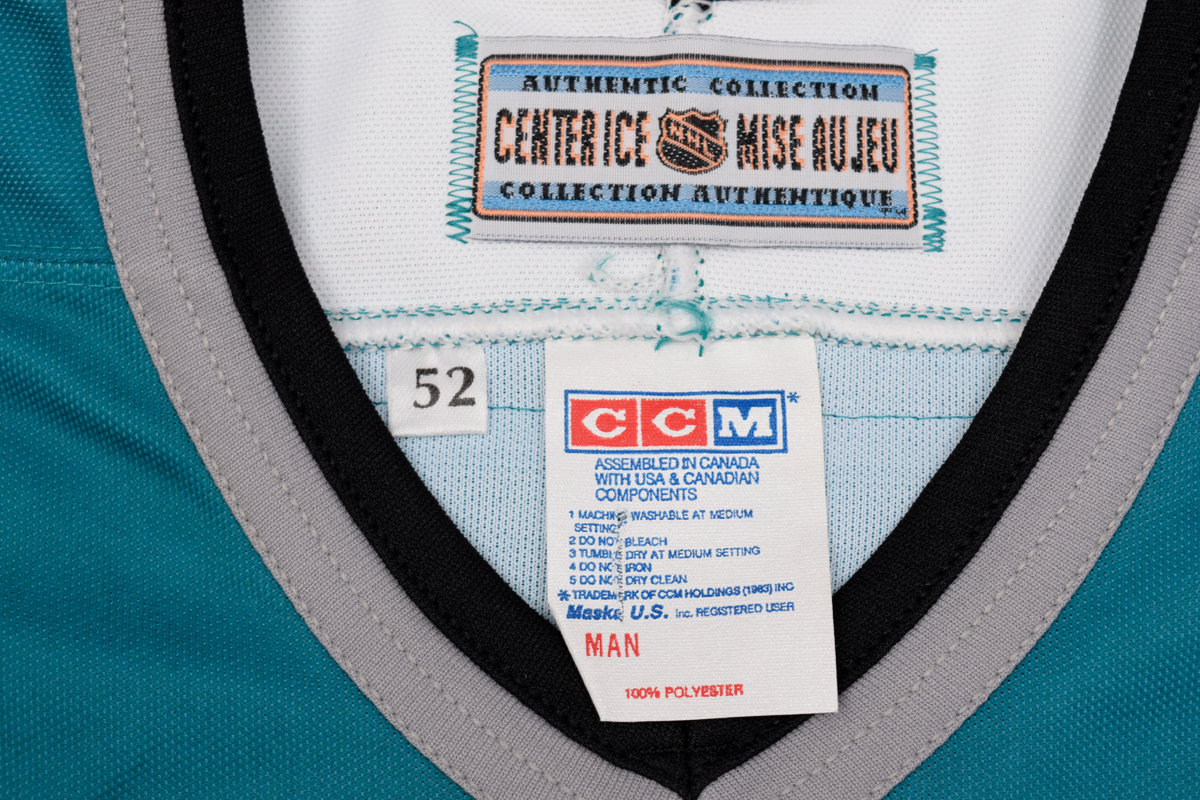 AUTHENTIC COLLECTION
CENTER ICE NHL MISE AU JEU
COLLECTION AUTHENTIQUE
52
CCM*
ASSEMBLED IN CANADA
WITH USA & CANADIAN
COMPONENTS
1 MACHINE WASHABLE AT MEDIUM
SETTING
2 DO NOT BLEACH
3 TUMBLE DRY AT MEDIUM SETTING
4 DO NOT IRON
5 DO NOT DRY CLEAN
* TRADEMARK OF CCM HOLDINGS (1983) INC
Maska U.S. Inc. REGISTERED USER
MAN
100% POLYESTER